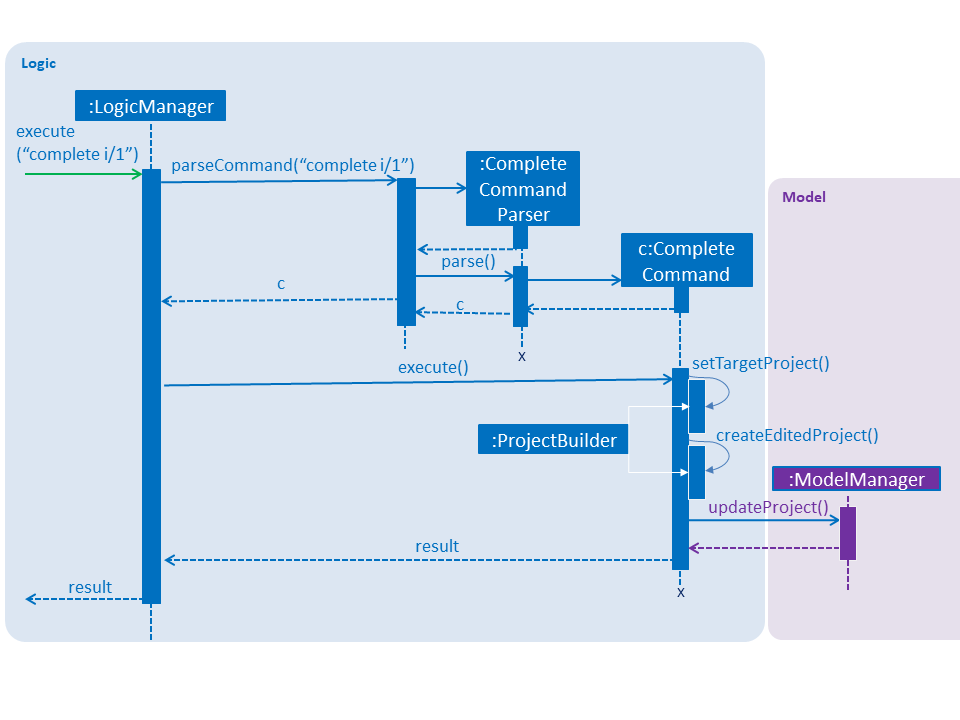 Logic
:LogicManager
execute
(“complete i/1”)
parseCommand(“complete i/1”)
:Complete
Command
Parser
Model
c:Complete
Command
parse()
c
c
x
execute()
setTargetProject()
:ProjectBuilder
createEditedProject()
:ModelManager
updateProject()
result
result
x